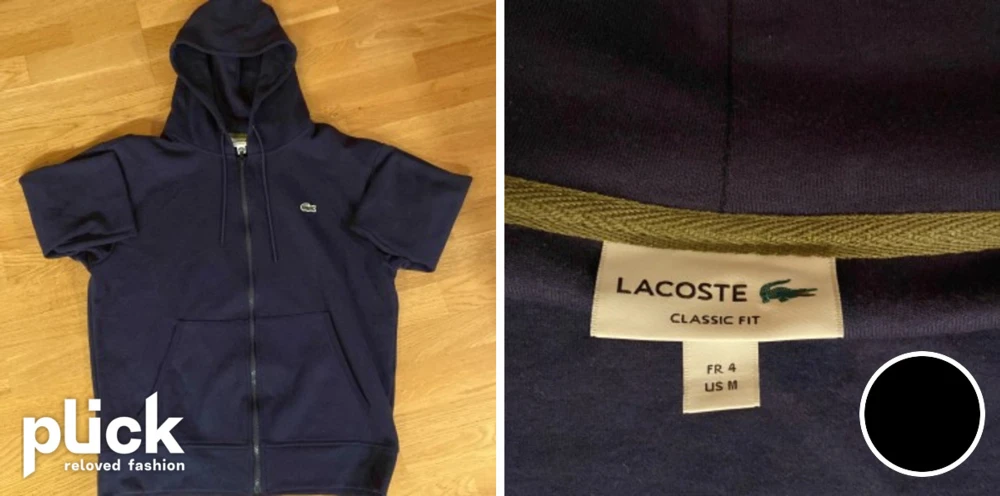 plick
reloved fashion
LACOSTE
CLASSIC FIT
FR 4
US M